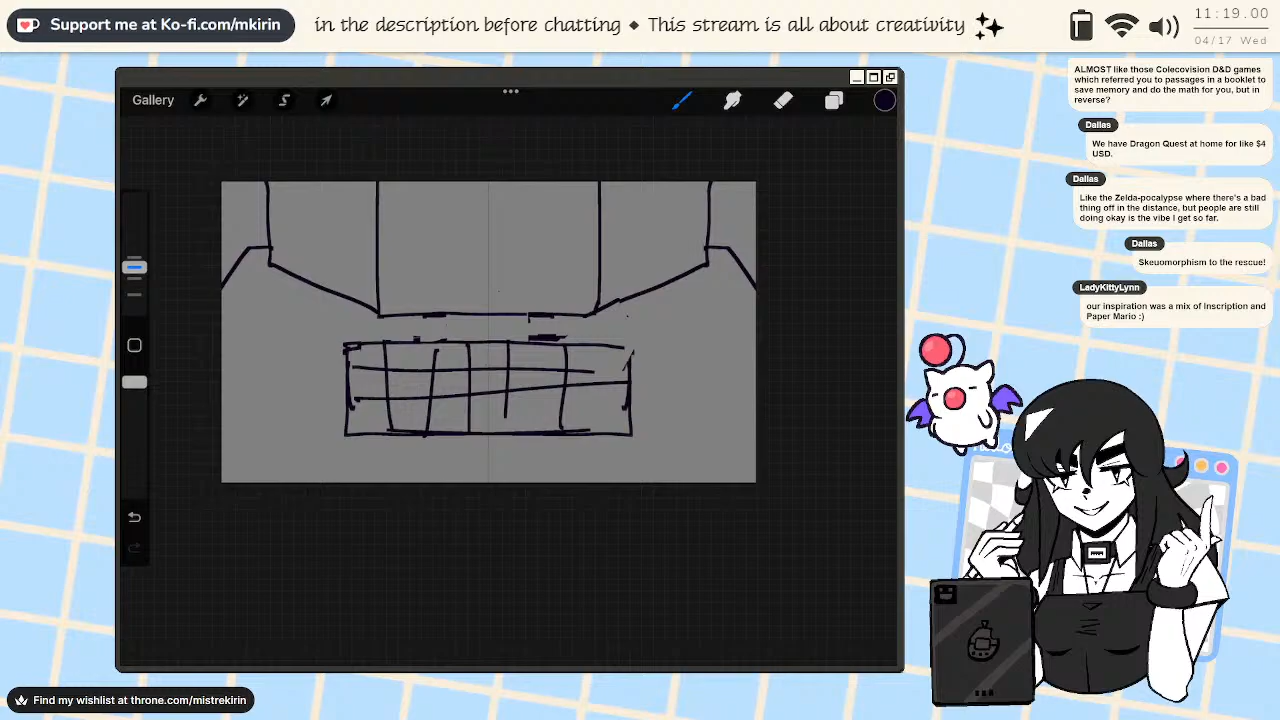 Support me at Ko-fi.com/mkirin
in the description before chatting ◆ This stream is all about creativity
11:19.00
04/17 Wed
Gallery
ALMOST like those Colecovision D&D games
which referred you to passages in a booklet to
save memory and do the math for you, but in
reverse?
Dallas
We have Dragon Quest at home for like $4
USD.
Dallas
Like the Zelda-pocalypse where there's a bad
thing off in the distance, but people are still
doing okay is the vibe I get so far.
Dallas
Skeuomorphism to the rescue!
LadyKittyLynn
our inspiration was a mix of Inscription and
Paper Mario :)
Find my wishlist at throne.com/mistrekirin